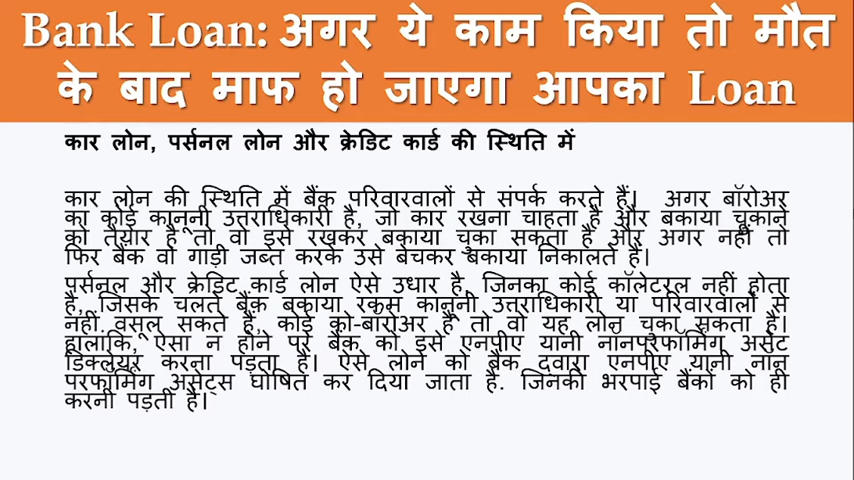 Bank Loan: अगर ये काम किया तो मौत
के बाद माफ हो जाएगा आपका Loan
कार लोन, पर्सनल लोन और क्रेडिट कार्ड की स्थिति में
कार लोन की स्थिति में बैंक परिवारवालों से संपर्क करते हैं। अगर बॉरोअर
का कोई कानूनी उत्तराधिकारी है, जो कार रखना चाहता है और बकाया चुकाने
को तैयार है तो वो इसे रखकर बकाया चुका सकता है और अगर नहीं तो
फिर बैंक वो गाड़ी जब्त करके उसे बेचकर बकाया निकालते हैं।
पर्सनल और क्रेडिट कार्ड लोन ऐसे उधार है, जिनका कोई कॉलेटरल नहीं होता
है, जिसके चलते बैंक बकाया रकम कानूनी उत्तराधिकारी या परिवारवालों से
नहीं वसूल सकते हैं, कोई को-बॉरोअर है तो वो यह लोन चुका सकता है।
हालांकि, ऐसा न होने पर बैंक को इसे एनपीए यानी नॉनपरफॉर्मिंग असेट
डिक्लेयर करना पड़ता है। ऐसे लोन को बैंक द्वारा एनपीए यानी नान
परफॉर्मिंग असेट्स घोषित कर दिया जाता है. जिनकी भरपाई बैंकों को ही
करनी पड़ती है।